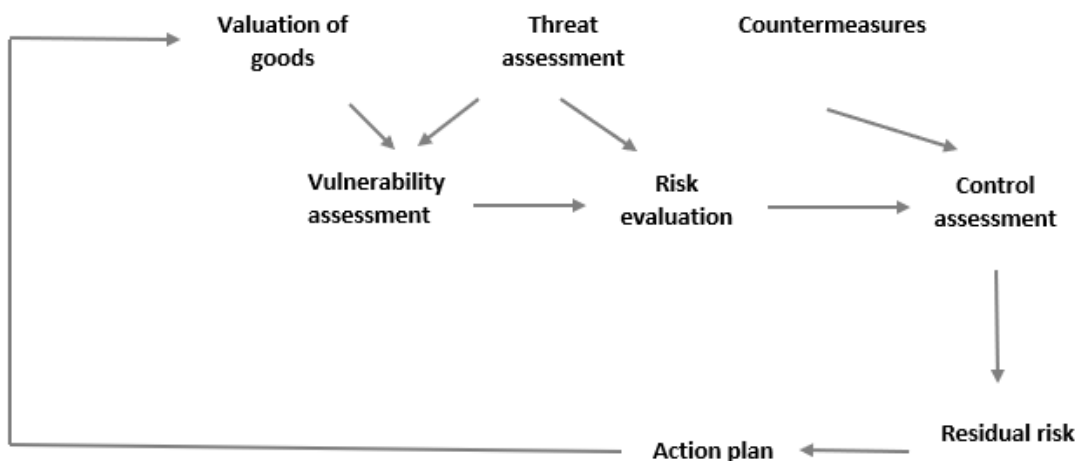 Valuation of
goods
Threat
assessment
Countermeasures
Vulnerability
assessment
Risk
evaluation
Control
assessment
Residual risk
Action plan